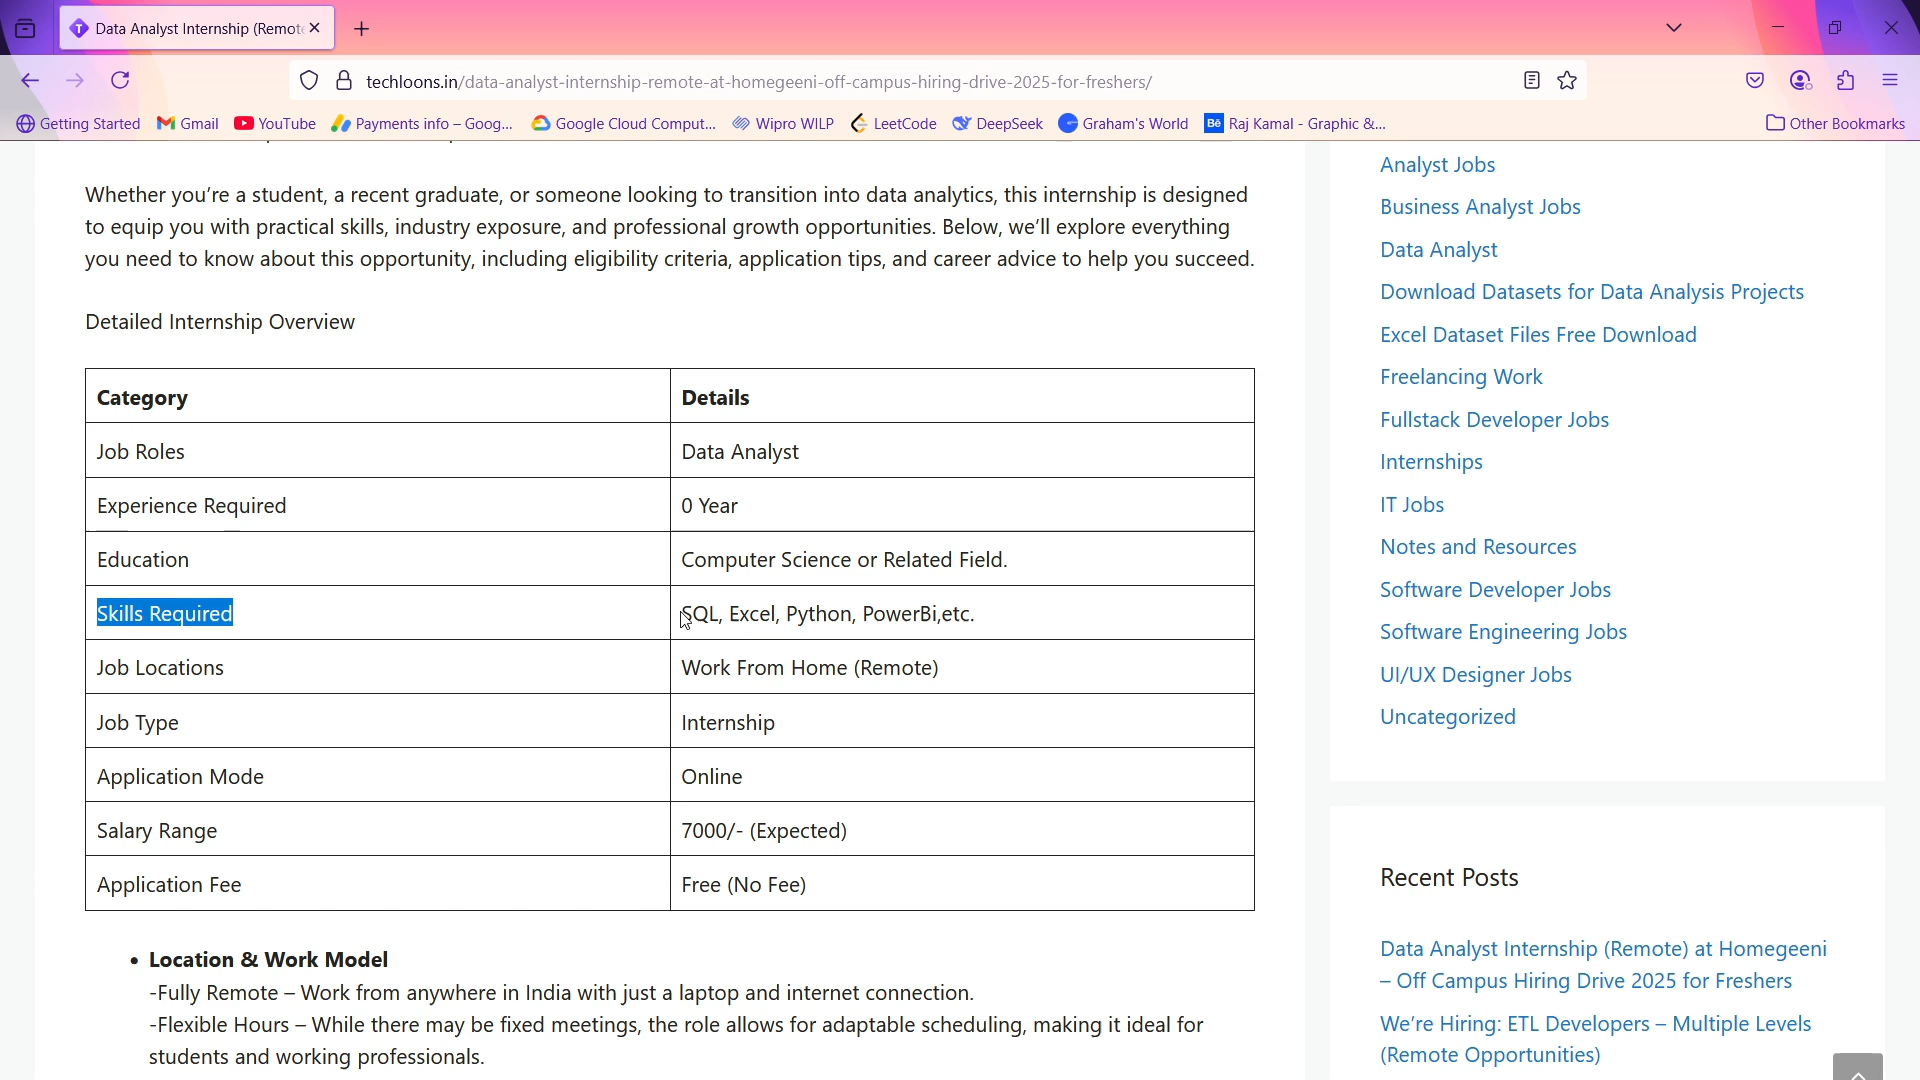 Data Analyst Internship (Remote
techloons.in/data-analyst-internship-remote-at-homegeeni-off-campus-hiring-drive-2025-for-freshers/
Getting Started
Gmail
YouTube
Payments info – Goog...
Google Cloud Comput...
Wipro WILP
LeetCode
DeepSeek
Graham's World
Bē Raj Kamal - Graphic &...
Other Bookmarks
Whether you're a student, a recent graduate, or someone looking to transition into data analytics, this internship is designed
to equip you with practical skills, industry exposure, and professional growth opportunities. Below, we'll explore everything
you need to know about this opportunity, including eligibility criteria, application tips, and career advice to help you succeed.
Detailed Internship Overview
Category Details
Job Roles Data Analyst
Experience Required 0 Year
Education Computer Science or Related Field.
Skills Required SQL, Excel, Python, PowerBi,etc.
Job Locations Work From Home (Remote)
Job Type Internship
Application Mode Online
Salary Range 7000/- (Expected)
Application Fee Free (No Fee)
• Location & Work Model
-Fully Remote – Work from anywhere in India with just a laptop and internet connection.
-Flexible Hours – While there may be fixed meetings, the role allows for adaptable scheduling, making it ideal for
students and working professionals.
Analyst Jobs
Business Analyst Jobs
Data Analyst
Download Datasets for Data Analysis Projects
Excel Dataset Files Free Download
Freelancing Work
Fullstack Developer Jobs
Internships
IT Jobs
Notes and Resources
Software Developer Jobs
Software Engineering Jobs
UI/UX Designer Jobs
Uncategorized
Recent Posts
Data Analyst Internship (Remote) at Homegeeni
– Off Campus Hiring Drive 2025 for Freshers
We're Hiring: ETL Developers – Multiple Levels
(Remote Opportunities)